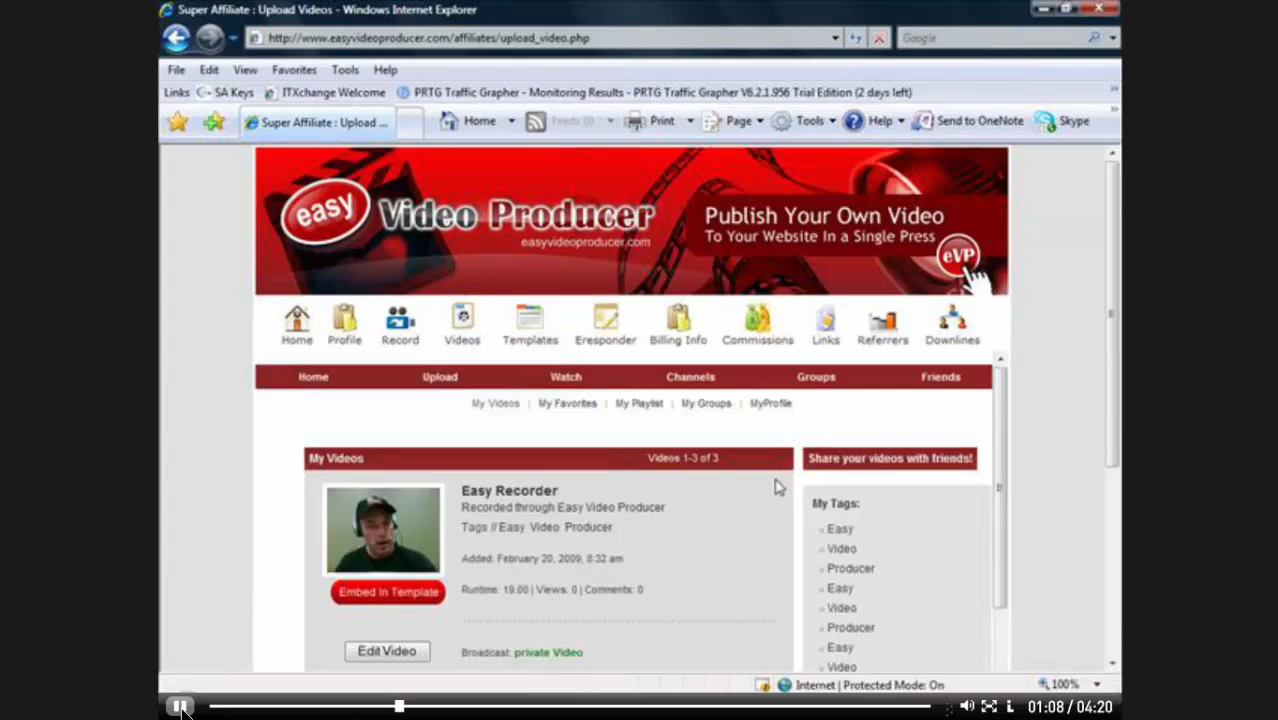 Super Affiliate : Upload Videos - Windows Internet Explorer
http://www.easyvideoproducer.com/affiliates/upload_video.php
Google
File Edit View Favorites Tools Help
Links SA Keys ITXchange Welcome PRTG Traffic Grapher - Monitoring Results - PRTG Traffic Grapher V6.2.1.956 Trial Edition (2 days left)
Super Affiliate : Upload ... Home Feeds (0) Print Page Tools Help Send to OneNote Skype
easy Video Producer
easyvideoproducer.com
Publish Your Own Video
To Your Website In a Single Press
eVP
Home Profile Record Videos Templates Eresponder Billing Info Commissions Links Referrers Downlines
Home Upload Watch Channels Groups Friends
My Videos | My Favorites | My Playlist | My Groups | MyProfile
My Videos Videos 1-3 of 3
Easy Recorder
Recorded through Easy Video Producer
Tags // Easy Video Producer
Added: February 20, 2009, 8:32 am
Embed In Template
Runtime: 19.00 | Views: 0 | Comments: 0
Edit Video
Broadcast: private Video
Share your videos with friends!
My Tags:
» Easy
» Video
» Producer
» Easy
» Video
» Producer
» Easy
» Video
Internet | Protected Mode: On
100%
01:08 / 04:20